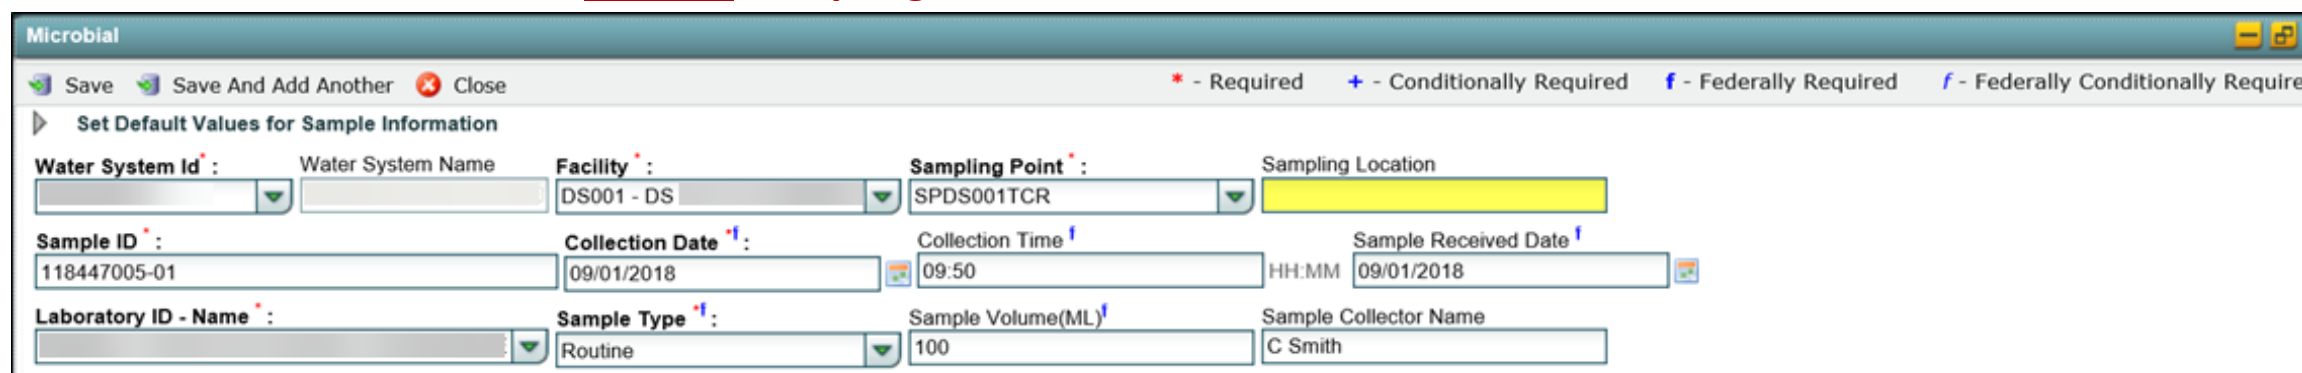 Microbial
Save Save And Add Another Close * - Required + - Conditionally Required f - Federally Required f - Federally Conditionally Require
Set Default Values for Sample Information
Water System Id * : Water System Name Facility * : Sampling Point * : Sampling Location
DS001 - DS SPDS001TCR
Sample ID * : Collection Date *f : Collection Time f Sample Received Date f
118447005-01 09/01/2018 09:50 HH:MM 09/01/2018
Laboratory ID - Name * : Sample Type *f : Sample Volume(ML) f Sample Collector Name
Routine 100 C Smith